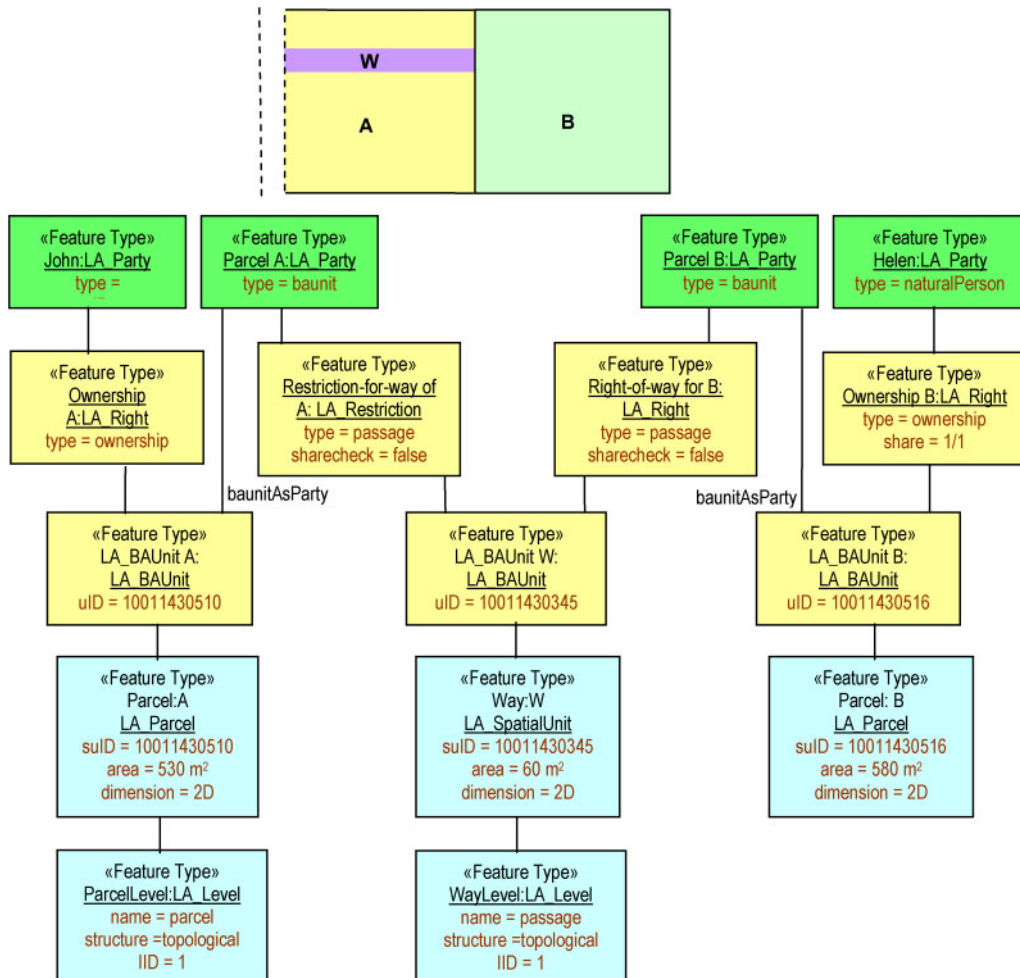 W
A
B
«Feature Type»
John:LA_Party
type =
«Feature Type»
Parcel A:LA_Party
type = baunit
«Feature Type»
Parcel B:LA_Party
type = baunit
«Feature Type»
Helen:LA_Party
type = naturalPerson
«Feature Type»
Ownership
A:LA_Right
type = ownership
«Feature Type»
Restriction-for-way of
A: LA_Restriction
type = passage
sharecheck = false
«Feature Type»
Right-of-way for B:
LA_Right
type = passage
sharecheck = false
«Feature Type»
Ownership B:LA_Right
type = ownership
share = 1/1
baunitAsParty
baunitAsParty
«Feature Type»
LA_BAUnit A:
LA_BAUnit
uID = 10011430510
«Feature Type»
LA_BAUnit W:
LA_BAUnit
uID = 10011430345
«Feature Type»
LA_BAUnit B:
LA_BAUnit
uID = 10011430516
«Feature Type»
Parcel:A
LA_Parcel
suID = 10011430510
area = 530 m²
dimension = 2D
«Feature Type»
Way:W
LA_SpatialUnit
suID = 10011430345
area = 60 m²
dimension = 2D
«Feature Type»
Parcel: B
LA_Parcel
suID = 10011430516
area = 580 m²
dimension = 2D
«Feature Type»
ParcelLevel:LA_Level
name = parcel
structure =topological
lID = 1
«Feature Type»
WayLevel:LA_Level
name = passage
structure =topological
lID = 1